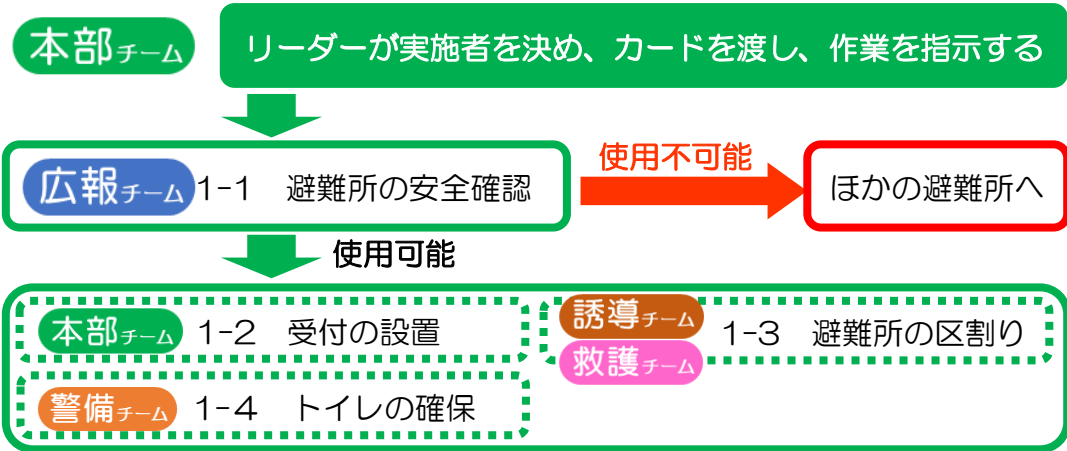 本部チーム リーダーが実施者を決め、カードを渡し、作業を指示する
広報チーム 1-1 避難所の安全確認
使用不可能
ほかの避難所へ
使用可能
本部チーム 1-2 受付の設置
誘導チーム
救護チーム
1-3 避難所の区割り
警備チーム 1-4 トイレの確保